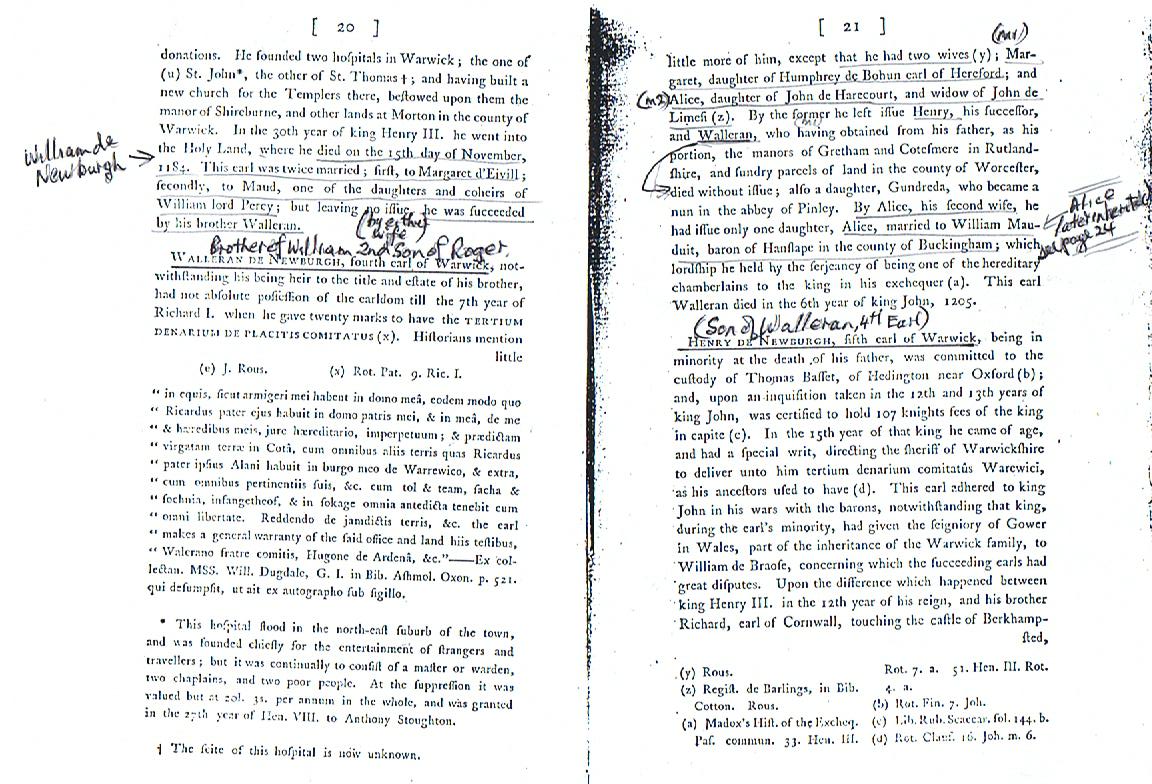 [ 20 ]
donations. He founded two hoſpitals in Warwick ; the one of
(u) St. John*, the other of St. Thomas † ; and having built a
new church for the Templers there, beſtowed upon them the
manor of Shireburne, and other lands at Morton in the county of
Warwick. In the 30th year of king Henry III. he went into
the Holy Land, where he died on the 15th day of November,
1184. This earl was twice married ; firſt, to Margaret d'Eivill ;
ſecondly, to Maud, one of the daughters and coheirs of
William lord Percy ; but leaving no iſſue, he was ſucceeded
by his brother Walleran.
William de
Newburgh
(by either
wife)
Brother of William 2nd Son of Roger.
WALLERAN DE NEWBURGH, fourth earl of Warwick, not-
withſtanding his being heir to the title and eſtate of his brother,
had not abſolute poſſeſſion of the earldom till the 7th year of
Richard I. when he gave twenty marks to have the TERTIUM
DENARIUM DE PLACITIS COMITATUS (x). Hiſtorians mention
little
(e) J. Rous. (x) Rot. Pat. 9. Ric. I.
“ in equis, ſicut armigeri mei habent in domo meâ, eodem modo quo
“ Ricardus pater ejus habuit in domo patris mei, & in meâ, de me
“ & hæredibus meis, jure hæreditario, imperpetuum ; & prædictam
“ virgatam terræ in Cotâ, cum omnibus aliis terris quas Ricardus
“ pater ipſius Alani habuit in burgo meo de Warrewico, & extra,
“ cum omnibus pertinentiis ſuis, &c. cum tol & team, ſacha &
“ ſochnia, infangetheof, & in ſokage omnia antedicta tenebit cum
“ omni libertate. Reddendo de jamdictis terris, &c. the earl
“ makes a general warranty of the ſaid office and land hiis teſtibus,
“ Walerano fratre comitis, Hugone de Ardenâ, &c.”——Ex col-
lectan. MSS. Will. Dugdale, G. I. in Bib. Aſhmol. Oxon. p. 521.
qui deſumpſit, ut ait ex autographo ſub ſigillo.
* This hoſpital ſtood in the north-eaſt ſuburb of the town,
and was founded chiefly for the entertainment of ſtrangers and
travellers ; but it was continually to conſiſt of a maſter or warden,
two chaplains, and two poor people. At the ſuppreſſion it was
valued but at 20l. 3s. per annum in the whole, and was granted
in the 27th year of Hen. VIII. to Anthony Stoughton.
† The ſcite of this hoſpital is now unknown.
[ 21 ]
(m1)
little more of him, except that he had two wives (y) ; Mar-
garet, daughter of Humphrey de Bohun earl of Hereford ; and
(m2) Alice, daughter of John de Harecourt, and widow of John de
Limeſi (z). By the former he left iſſue Henry, his ſucceſſor,
(m1)
and Walleran, who having obtained from his father, as his
portion, the manors of Gretham and Coteſmere in Rutland-
ſhire, and ſundry parcels of land in the county of Worceſter,
died without iſſue ; alſo a daughter, Gundreda, who became a
nun in the abbey of Pinley. By Alice, his ſecond wife, he
had iſſue only one daughter, Alice, married to William Mau-
duit, baron of Hanſlape in the county of Buckingham ; which
lordſhip he held by the ſerjeancy of being one of the hereditary
chamberlains to the king in his exchequer (a). This earl
Walleran died in the 6th year of king John, 1205.
Alice
later inherited
see page 24
(Son of Walleran, 4th Earl)
HENRY DE NEWBURGH, fifth earl of Warwick, being in
minority at the death of his father, was committed to the
cuſtody of Thomas Baſſet, of Hedington near Oxford (b) ;
and, upon an inquiſition taken in the 12th and 13th years of
king John, was certified to hold 107 knights fees of the king
in capite (c). In the 15th year of that king he came of age,
and had a ſpecial writ, directing the ſheriff of Warwickſhire
to deliver unto him tertium denarium comitatûs Warewici,
as his anceſtors uſed to have (d). This earl adhered to king
John in his wars with the barons, notwithſtanding that king,
during the earl's minority, had given the ſeigniory of Gower
in Wales, part of the inheritance of the Warwick family, to
William de Braoſe, concerning which the ſucceeding earls had
great diſputes. Upon the difference which happened between
king Henry III. in the 12th year of his reign, and his brother
Richard, earl of Cornwall, touching the caſtle of Berkhamp-
ſted,
(y) Rous.
(z) Regiſt. de Barlings, in Bib.
Cotton. Rous.
(a) Madox's Hiſt. of the Excheq.
Paſ. commun. 33. Hen. III.
Rot. 7. a. 51. Hen. III. Rot.
4. a.
(b) Rot. Fin. 7. Joh.
(c) Lib. Rub. Scaccar. fol. 144. b.
(d) Rot. Clauſ. 16. Joh. m. 6.